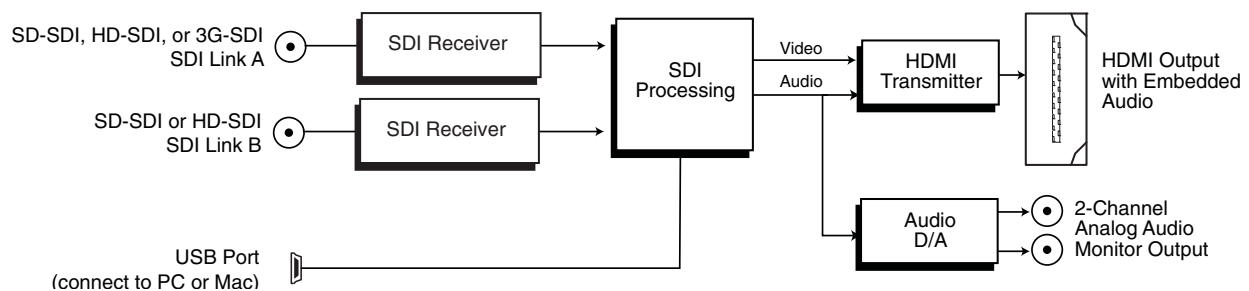 SD-SDI, HD-SDI, or 3G-SDI
SDI Link A
SDI Receiver
SD-SDI or HD-SDI
SDI Link B
SDI Receiver
SDI
Processing
Video
Audio
HDMI
Transmitter
HDMI Output
with Embedded
Audio
Audio
D/A
2-Channel
Analog Audio
Monitor Output
USB Port
(connect to PC or Mac)